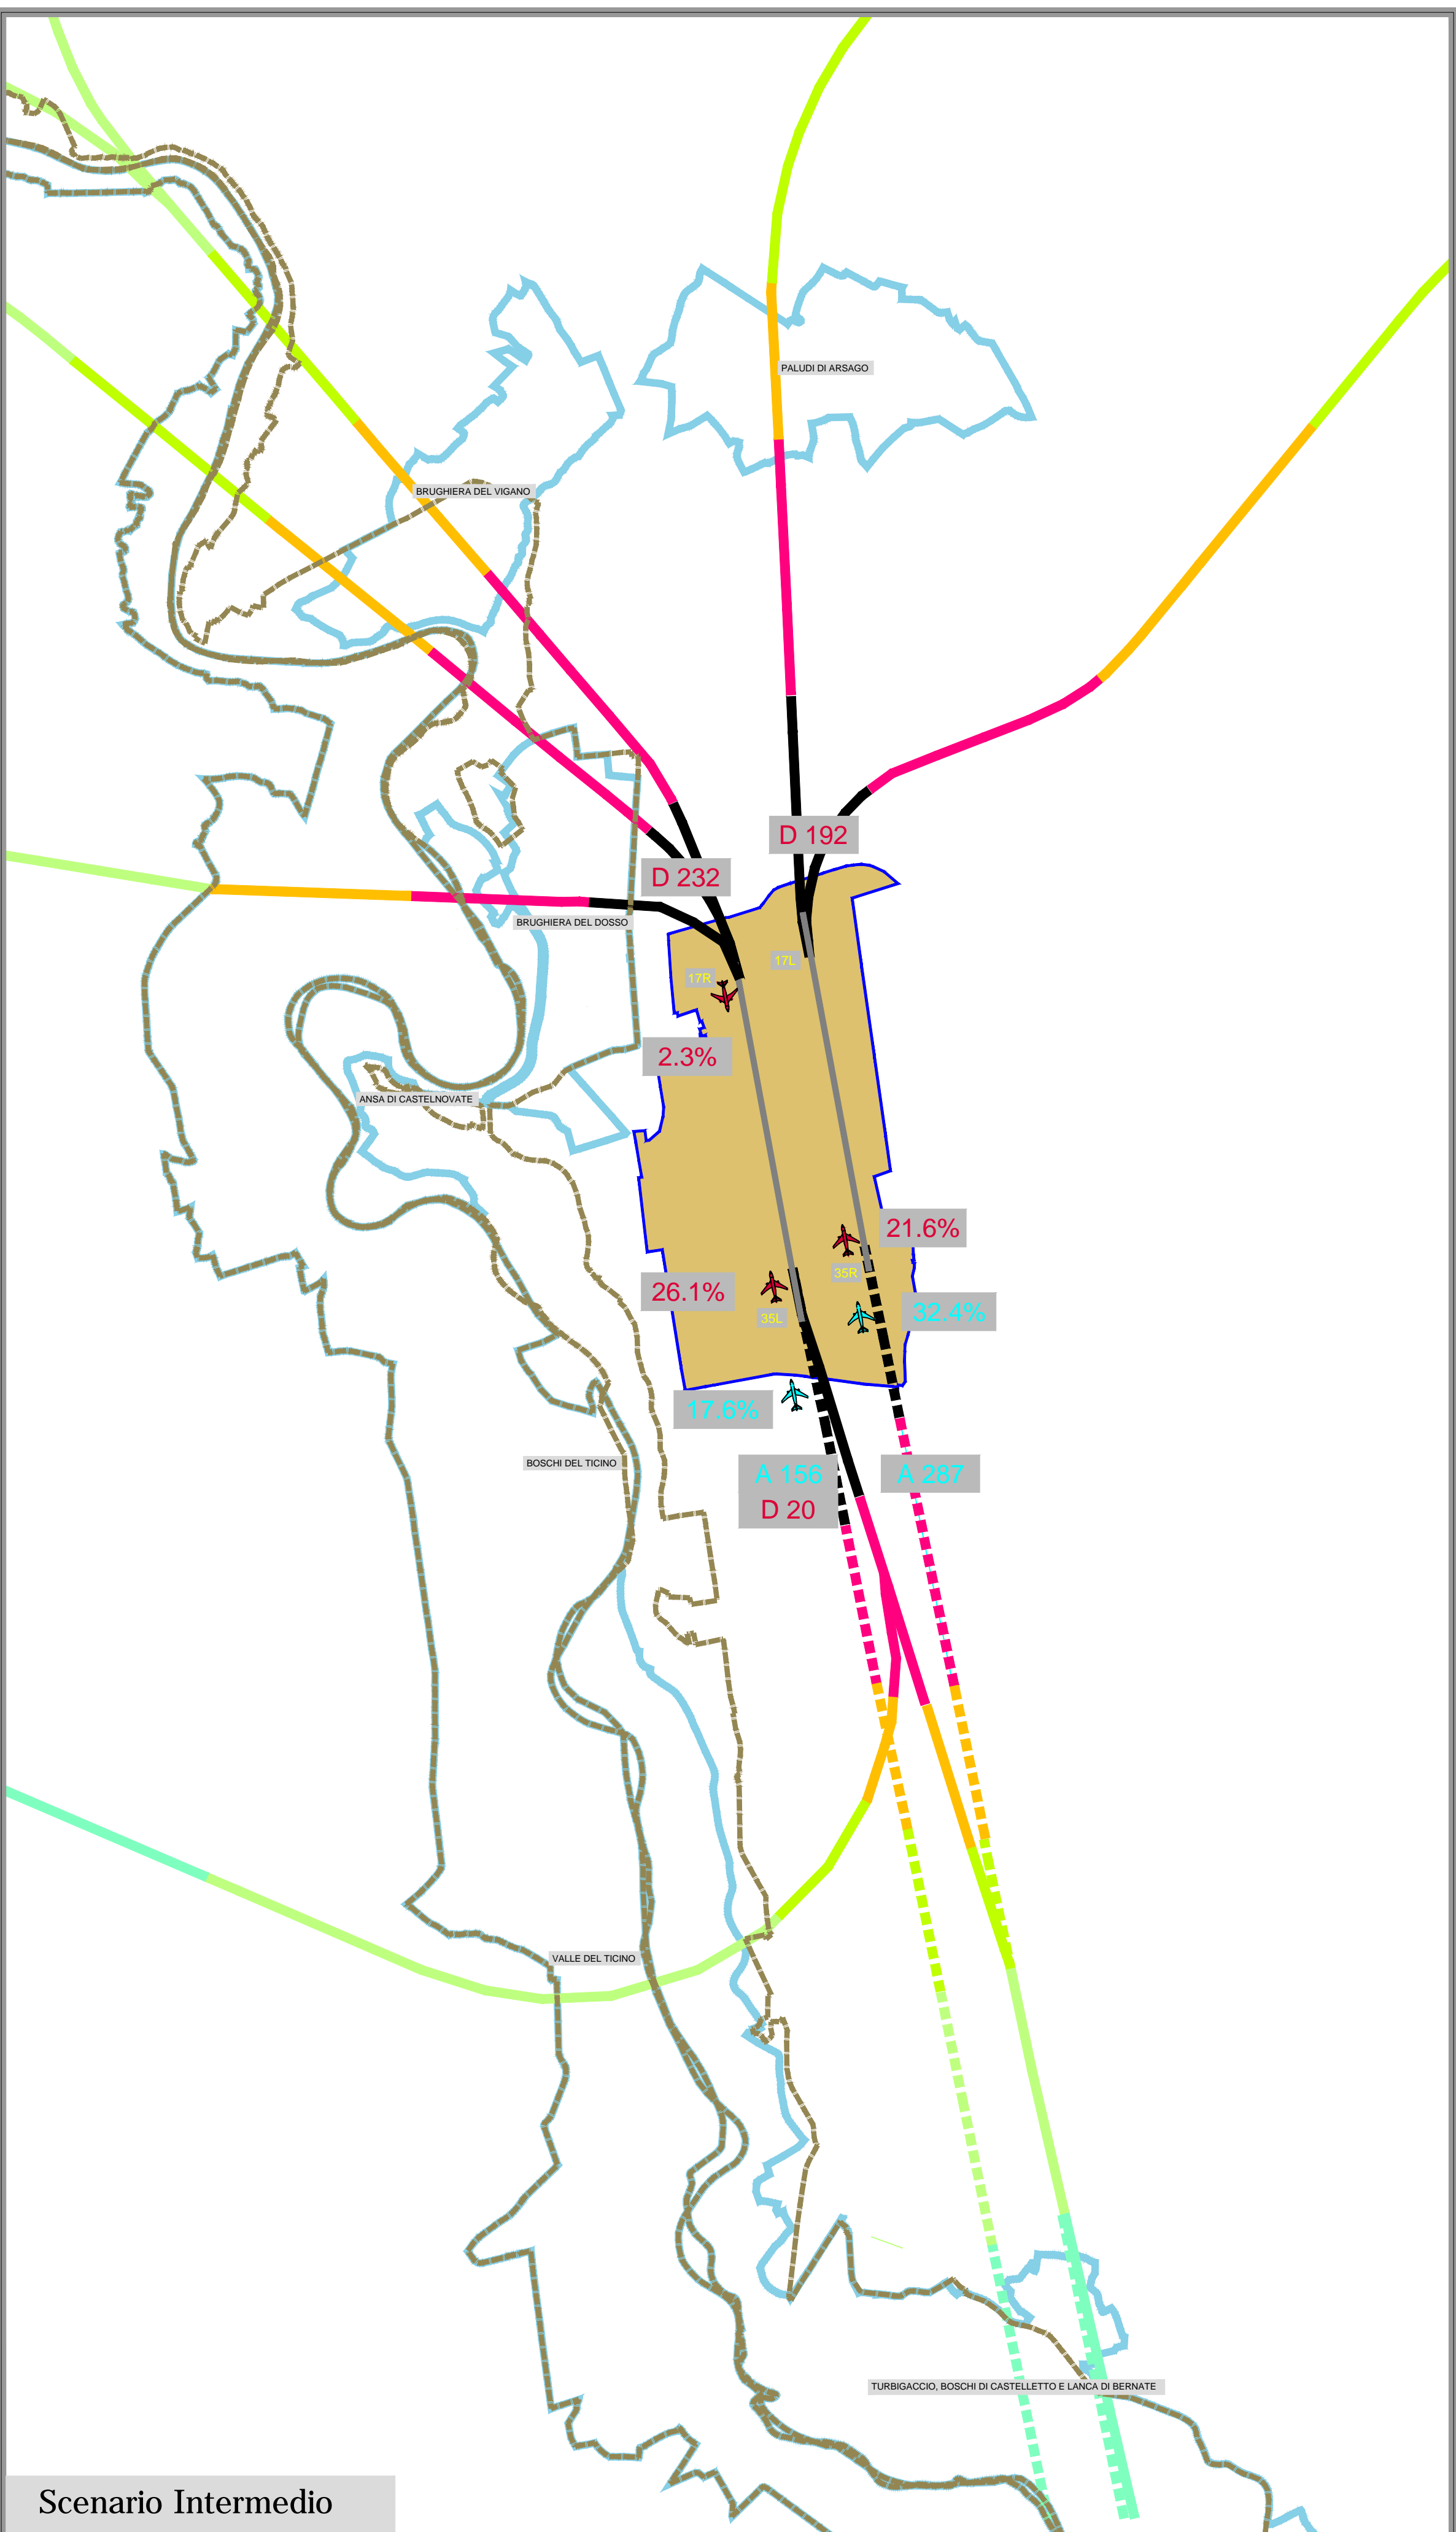 PALUDI DI ARSAGO
BRUGHIERA DEL VIGANO
D 192
D 232
BRUGHIERA DEL DOSSO
17L
17R
2.3%
ANSA DI CASTELNOVATE
21.6%
35R
26.1%
32.4%
35L
17.6%
BOSCHI DEL TICINO
A 156
D 20
A 287
VALLE DEL TICINO
TURBIGACCIO, BOSCHI DI CASTELLETTO E LANCA DI BERNATE
Scenario Intermedio